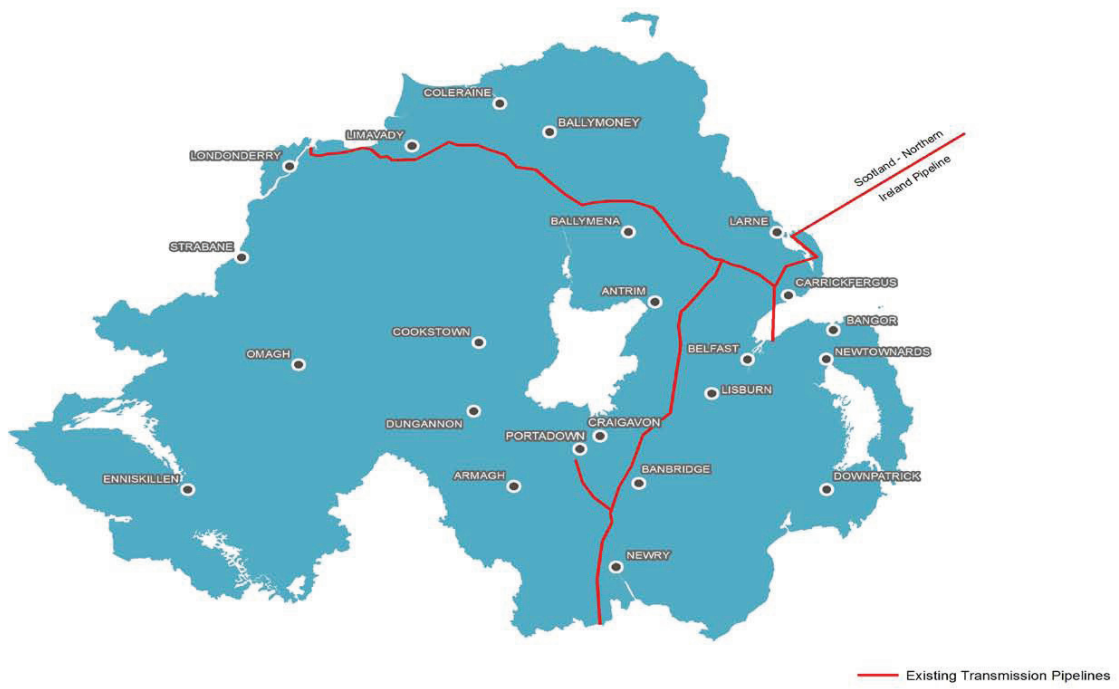 COLERAINE
BALLYMONEY
LIMAVADY
LONDONDERRY
Scotland - Northern
Ireland Pipeline
BALLYMENA
LARNE
STRABANE
CARRICKFERGUS
ANTRIM
BANGOR
COOKSTOWN
BELFAST
NEWTOWNARDS
OMAGH
LISBURN
DUNGANNON
CRAIGAVON
PORTADOWN
BANBRIDGE
ARMAGH
ENNISKILLEN
DOWNPATRICK
NEWRY
Existing Transmission Pipelines